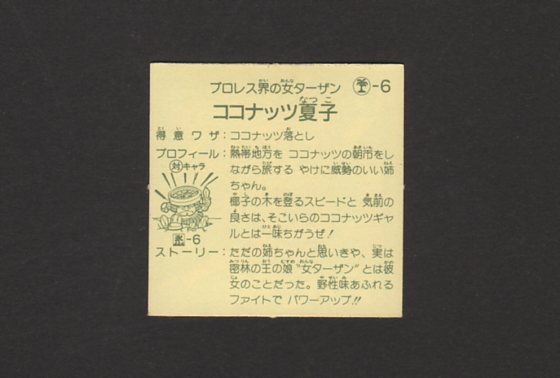 プロレス界の女ターザン -6
ココナッツ夏子
得意ワザ:ココナッツ落とし
プロフィール:熱帯地方を ココナッツの朝市をし
対キャラ ながら旅する やけに威勢のいい姉
ちゃん。
椰子の木を登るスピードと 気前の
良さは、そこいらのココナッツギャ
-6 ルとは一味ちがうぜ!
ストーリー:ただの姉ちゃんと思いきや、実は
密林の王の娘“女ターザン”とは彼
女のことだった。野性味あふれる
ファイトで パワーアップ!!